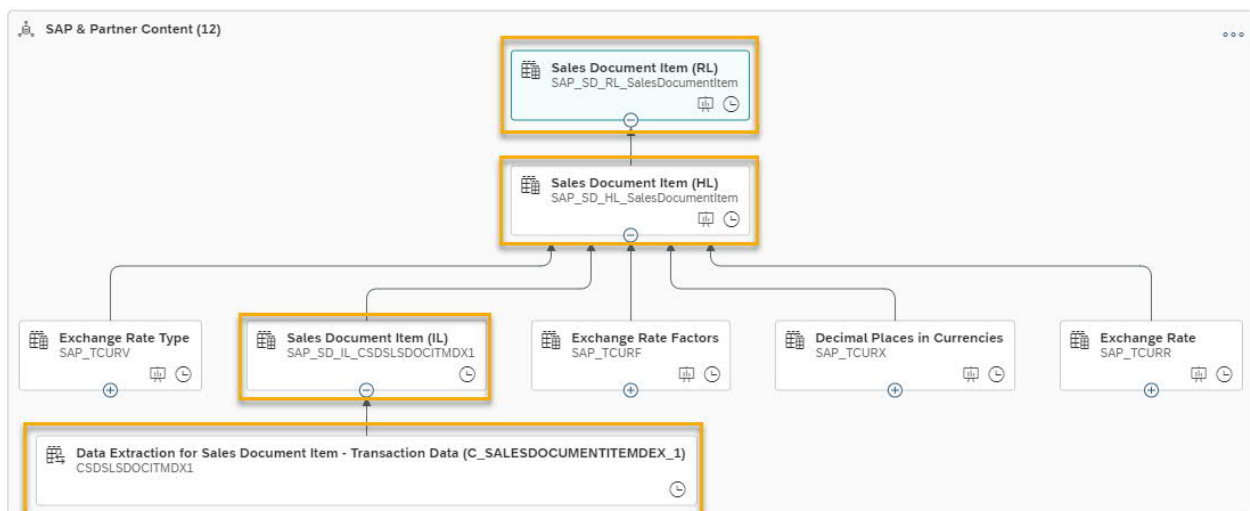 SAP & Partner Content (12)
Sales Document Item (RL)
SAP_SD_RL_SalesDocumentItem
Sales Document Item (HL)
SAP_SD_HL_SalesDocumentItem
Exchange Rate Type
SAP_TCURV
Sales Document Item (IL)
SAP_SD_IL_CSDSLSDOCITMDX1
Exchange Rate Factors
SAP_TCURF
Decimal Places in Currencies
SAP_TCURX
Exchange Rate
SAP_TCURR
Data Extraction for Sales Document Item - Transaction Data (C_SALESDOCUMENTITEMDEX_1)
CSDSLSDOCITMDX1